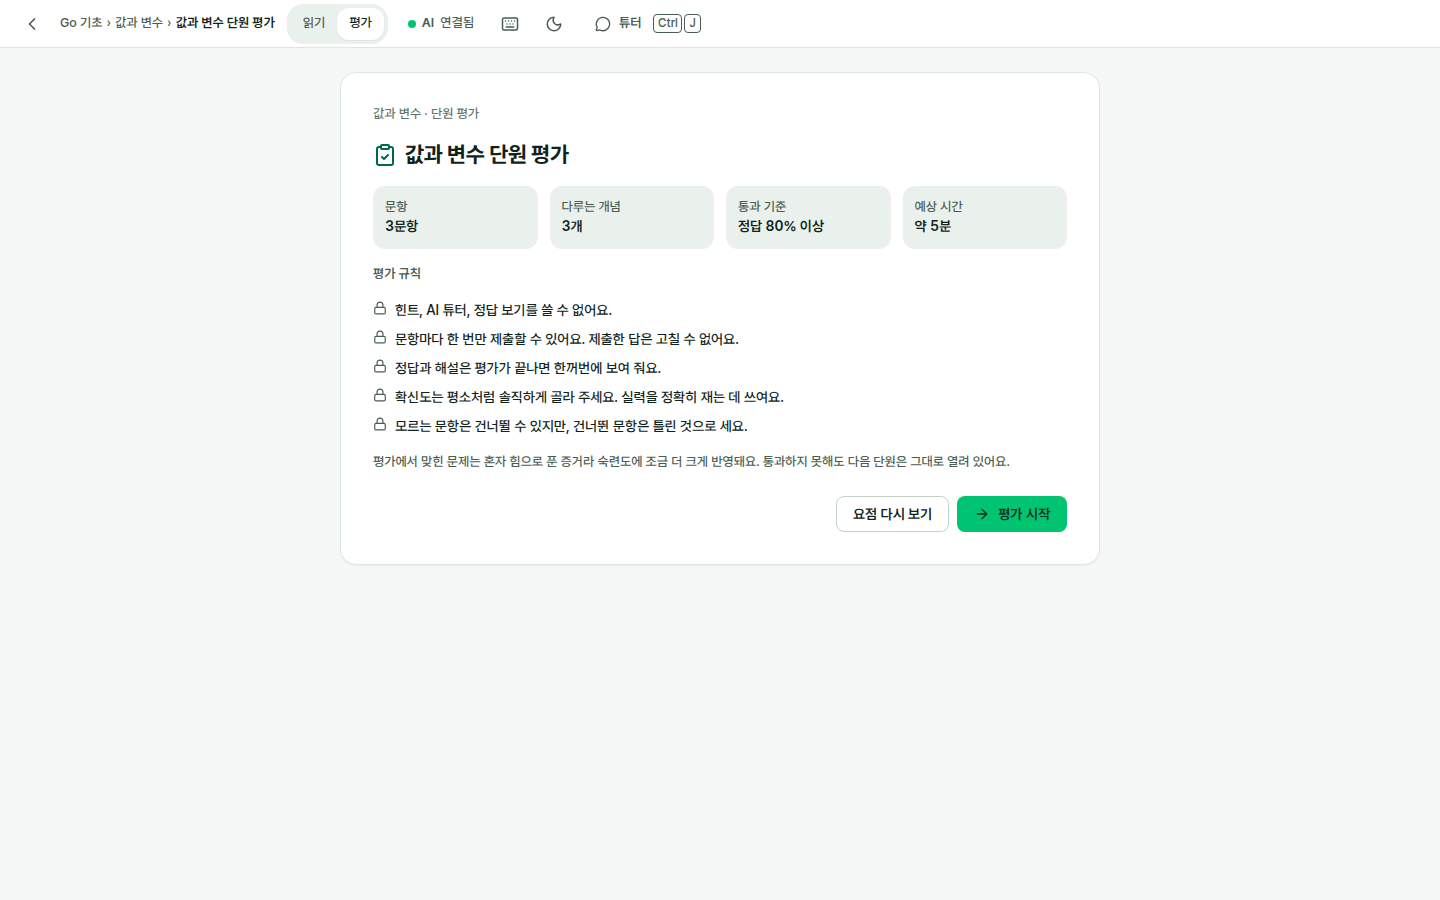 Go 기초 › 값과 변수 › 값과 변수 단원 평가 읽기 평가 AI 연결됨 튜터 Ctrl J
값과 변수 · 단원 평가
값과 변수 단원 평가
문항 다루는 개념 통과 기준 예상 시간
3문항 3개 정답 80% 이상 약 5분
평가 규칙
힌트, AI 튜터, 정답 보기를 쓸 수 없어요.
문항마다 한 번만 제출할 수 있어요. 제출한 답은 고칠 수 없어요.
정답과 해설은 평가가 끝나면 한꺼번에 보여 줘요.
확신도는 평소처럼 솔직하게 골라 주세요. 실력을 정확히 재는 데 쓰여요.
모르는 문항은 건너뛸 수 있지만, 건너뛴 문항은 틀린 것으로 세요.
평가에서 맞힌 문제는 혼자 힘으로 푼 증거라 숙련도에 조금 더 크게 반영돼요. 통과하지 못해도 다음 단원은 그대로 열려 있어요.
요점 다시 보기 평가 시작